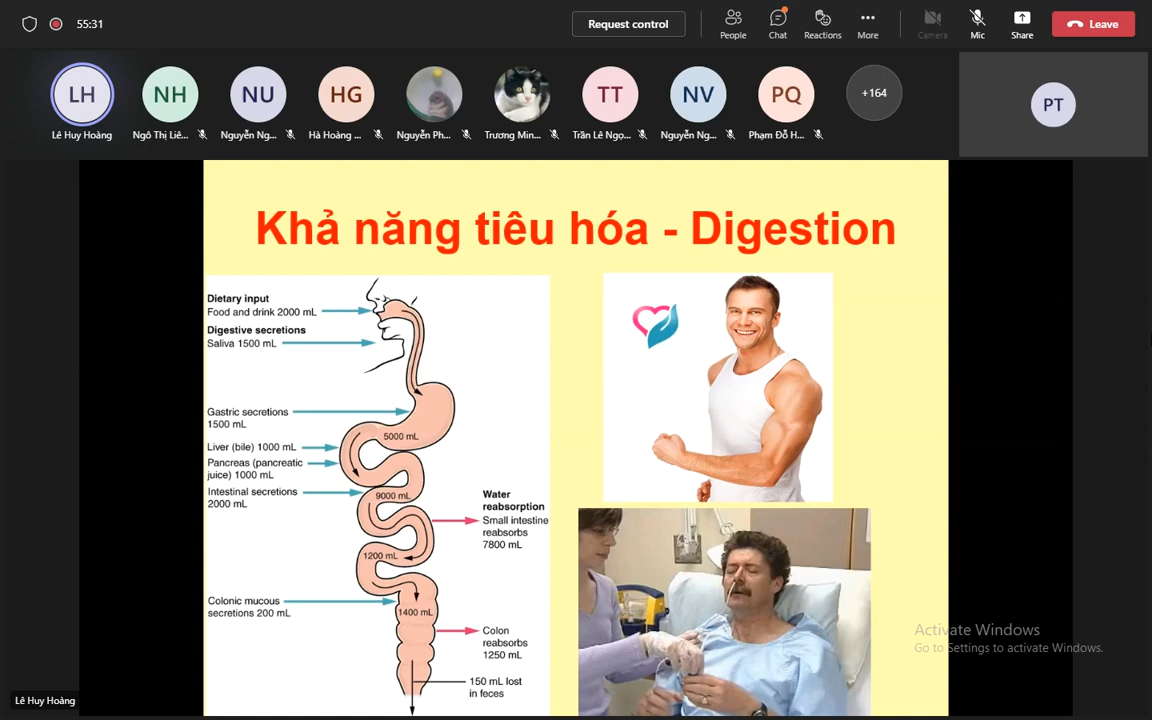 55:31
Request control
People
Chat
Reactions
More
Camera
Mic
Share
Leave
LH
NH
NU
HG
TT
NV
PQ
+164
PT
Lê Huy Hoàng
Ngô Thị Liê...
Nguyễn Ng...
Hà Hoàng ...
Nguyễn Ph...
Trương Min...
Trần Lê Ngọ...
Nguyễn Ng...
Phạm Đỗ H...
Khả năng tiêu hóa - Digestion
Dietary input
Food and drink 2000 mL
Digestive secretions
Saliva 1500 mL
Gastric secretions
1500 mL
5000 mL
Liver (bile) 1000 mL
Pancreas (pancreatic
juice) 1000 mL
Intestinal secretions
2000 mL
9000 mL
Water
reabsorption
Small intestine
reabsorbs
7800 mL
1200 mL
Colonic mucous
secretions 200 mL
1400 mL
Colon
reabsorbs
1250 mL
150 mL lost
in feces
Activate Windows
Go to Settings to activate Windows.
Lê Huy Hoàng